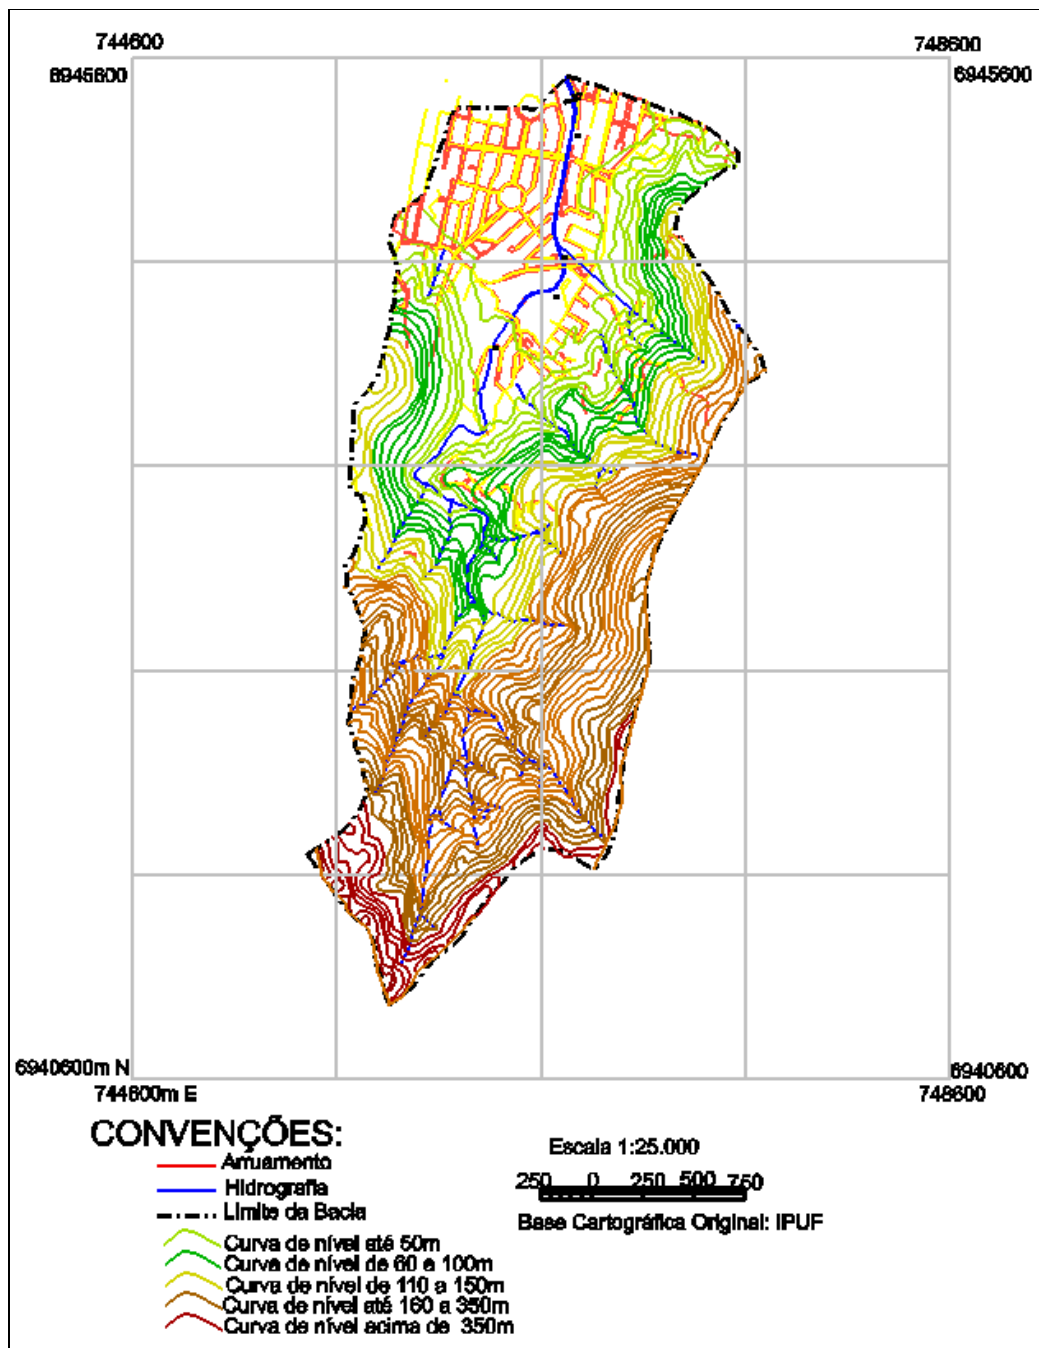 744600 748600
6945600 6945600
6940600m N 6940600
744600m E 748600
CONVENÇÕES:
Arruamento
Hidrografia
Limite da Bacia
Curva de nível até 50m
Curva de nível de 60 a 100m
Curva de nível de 110 a 150m
Curva de nível até 160 a 350m
Curva de nível acima de 350m
Escala 1:25.000
250 0 250 500 750
Base Cartográfica Original: IPUF